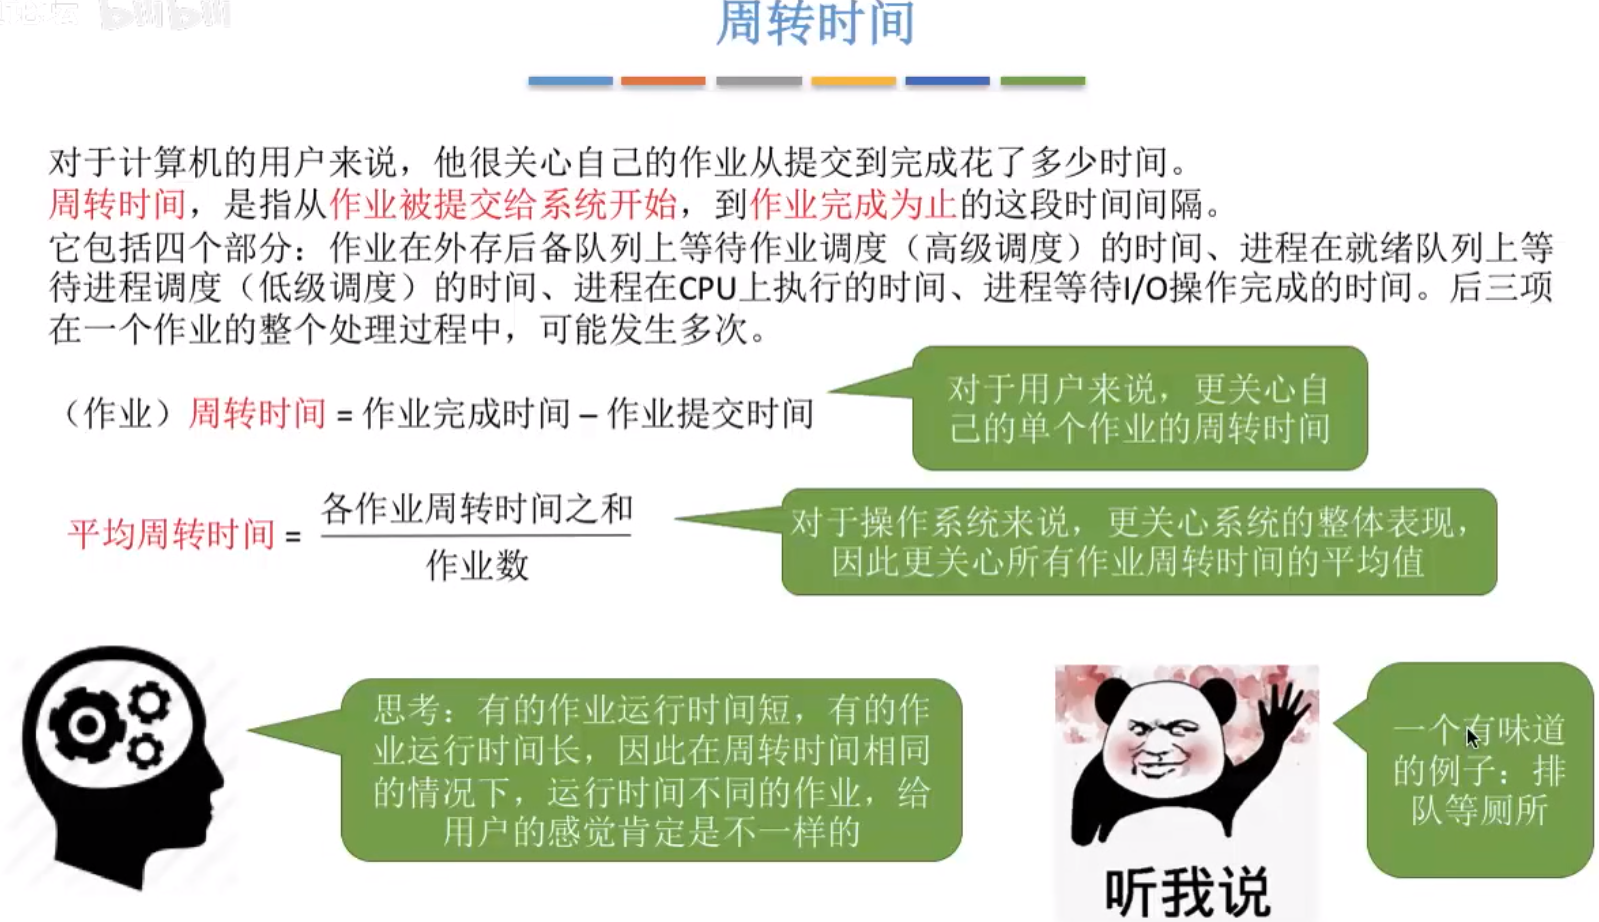 周转时间
对于计算机的用户来说，他很关心自己的作业从提交到完成花了多少时间。
周转时间，是指从作业被提交给系统开始，到作业完成为止的这段时间间隔。
它包括四个部分：作业在外存后备队列上等待作业调度（高级调度）的时间、进程在就绪队列上等
待进程调度（低级调度）的时间、进程在CPU上执行的时间、进程等待I/O操作完成的时间。后三项
在一个作业的整个处理过程中，可能发生多次。
（作业）周转时间 = 作业完成时间 – 作业提交时间
对于用户来说，更关心自
己的单个作业的周转时间
平均周转时间 =
各作业周转时间之和
作业数
对于操作系统来说，更关心系统的整体表现，
因此更关心所有作业周转时间的平均值
思考：有的作业运行时间短，有的作
业运行时间长，因此在周转时间相同
的情况下，运行时间不同的作业，给
用户的感觉肯定是不一样的
听我说
一个有味道
的例子：排
队等厕所